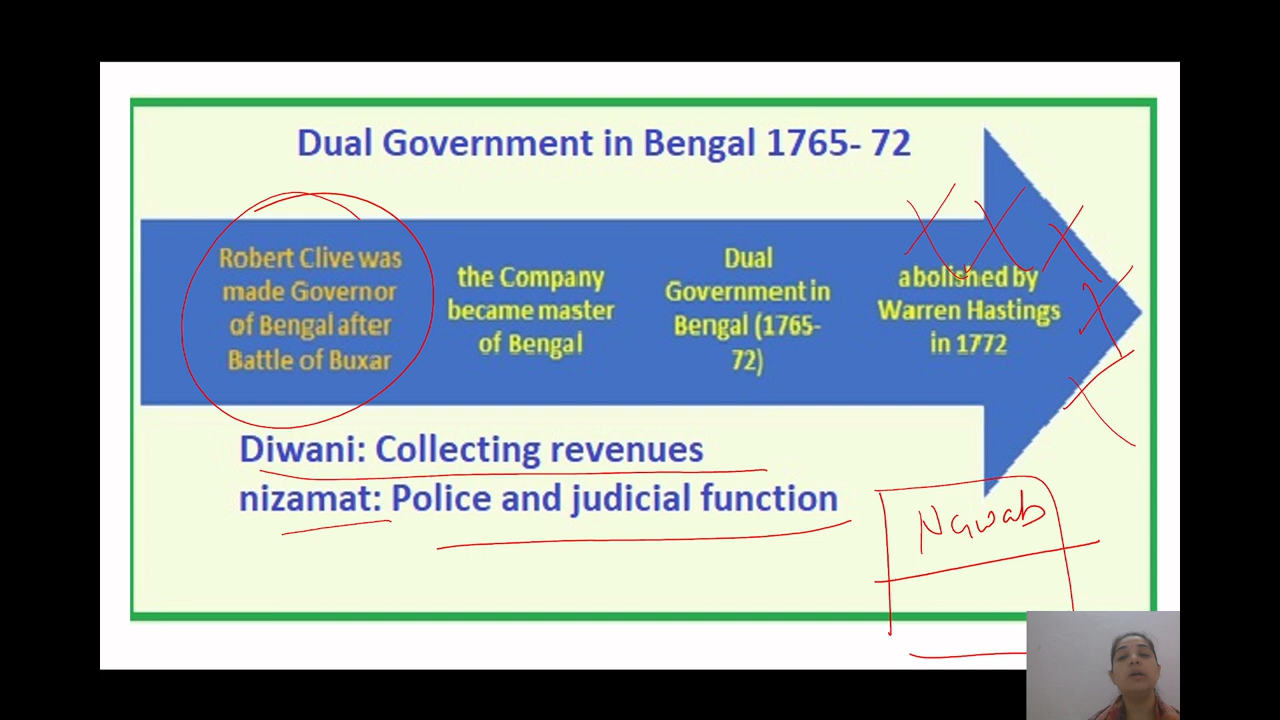 Dual Government in Bengal 1765- 72
Robert Clive was
made Governor
of Bengal after
Battle of Buxar
the Company
became master
of Bengal
Dual
Government in
Bengal (1765-
72)
abolished by
Warren Hastings
in 1772
Diwani: Collecting revenues
nizamat: Police and judicial function
Nawab